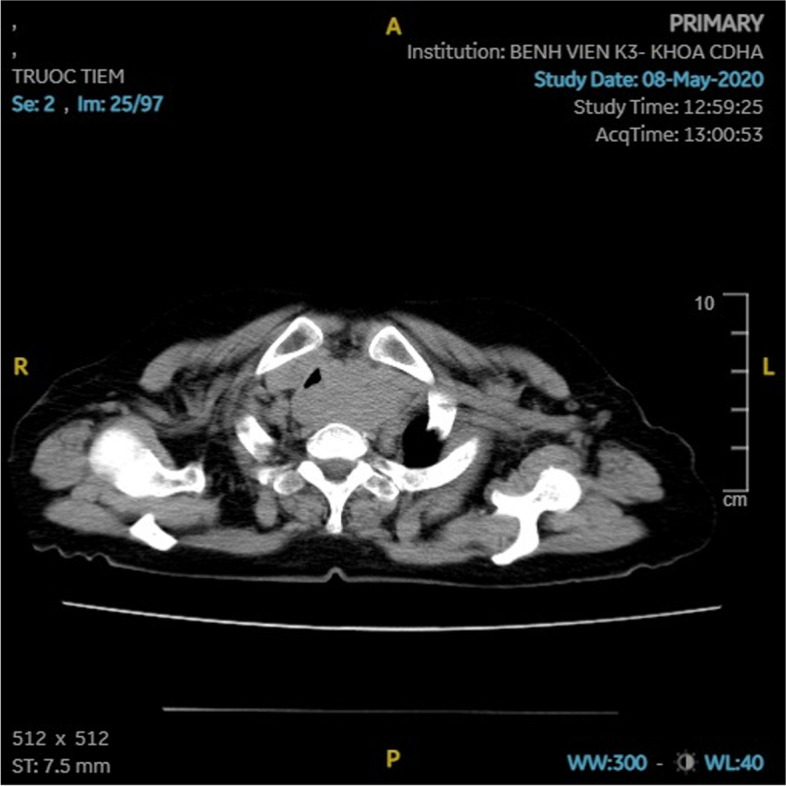 ,
,
TRUOC TIEM
Se: 2 , Im: 25/97
A
PRIMARY
Institution: BENH VIEN K3- KHOA CDHA
Study Date: 08-May-2020
Study Time: 12:59:25
AcqTime: 13:00:53
10
R
L
cm
512 x 512
ST: 7.5 mm
P
WW:300 - WL:40